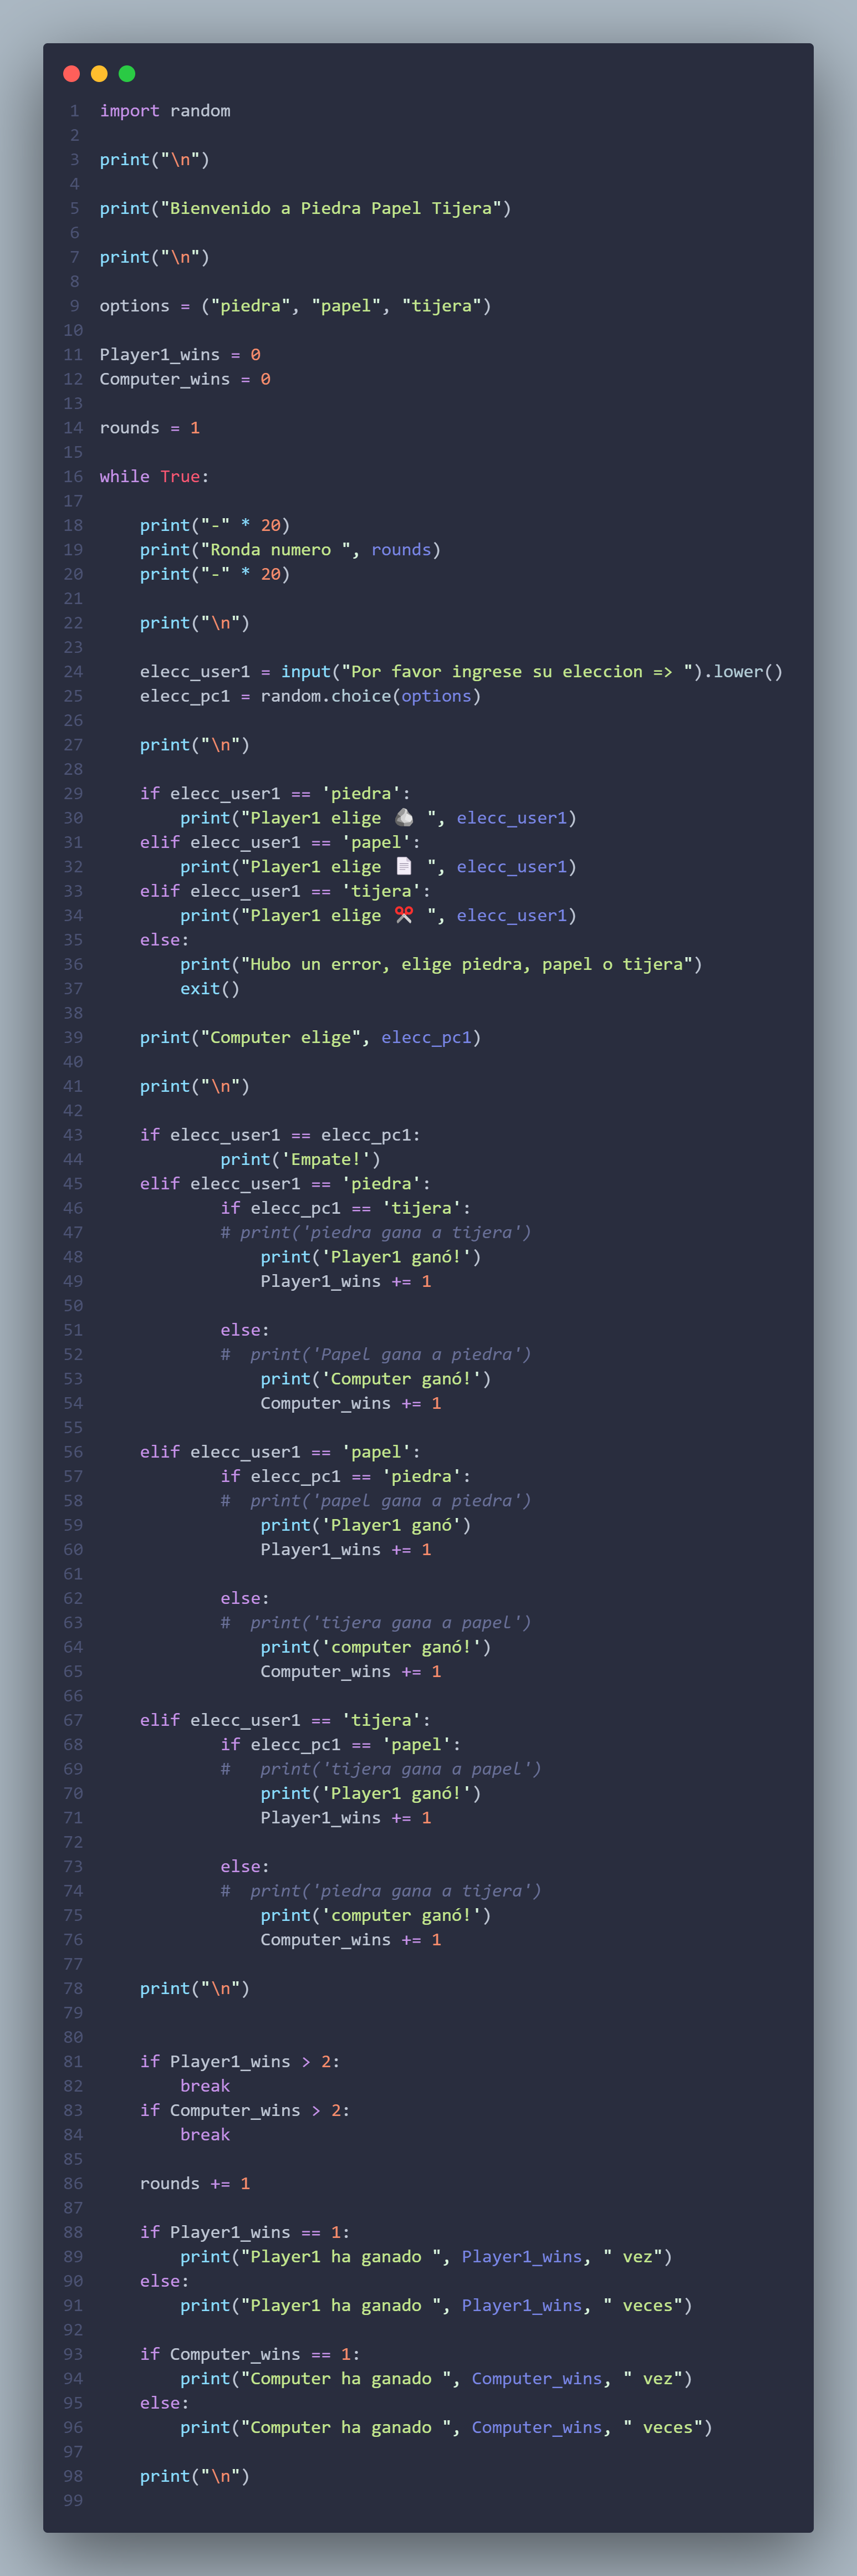 1 import random
2
3 print("\n")
4
5 print("Bienvenido a Piedra Papel Tijera")
6
7 print("\n")
8
9 options = ("piedra", "papel", "tijera")
10
11 Player1_wins = 0
12 Computer_wins = 0
13
14 rounds = 1
15
16 while True:
17
18     print("-" * 20)
19     print("Ronda numero ", rounds)
20     print("-" * 20)
21
22     print("\n")
23
24     elecc_user1 = input("Por favor ingrese su eleccion => ").lower()
25     elecc_pc1 = random.choice(options)
26
27     print("\n")
28
29     if elecc_user1 == 'piedra':
30         print("Player1 elige 🪨 ", elecc_user1)
31     elif elecc_user1 == 'papel':
32         print("Player1 elige 📄 ", elecc_user1)
33     elif elecc_user1 == 'tijera':
34         print("Player1 elige ✂️ ", elecc_user1)
35     else:
36         print("Hubo un error, elige piedra, papel o tijera")
37         exit()
38
39     print("Computer elige", elecc_pc1)
40
41     print("\n")
42
43     if elecc_user1 == elecc_pc1:
44             print('Empate!')
45     elif elecc_user1 == 'piedra':
46             if elecc_pc1 == 'tijera':
47             # print('piedra gana a tijera')
48                 print('Player1 ganó!')
49                 Player1_wins += 1
50
51             else:
52             #  print('Papel gana a piedra')
53                 print('Computer ganó!')
54                 Computer_wins += 1
55
56     elif elecc_user1 == 'papel':
57             if elecc_pc1 == 'piedra':
58             #  print('papel gana a piedra')
59                 print('Player1 ganó')
60                 Player1_wins += 1
61
62             else:
63             #  print('tijera gana a papel')
64                 print('computer ganó!')
65                 Computer_wins += 1
66
67     elif elecc_user1 == 'tijera':
68             if elecc_pc1 == 'papel':
69             #   print('tijera gana a papel')
70                 print('Player1 ganó!')
71                 Player1_wins += 1
72
73             else:
74             #  print('piedra gana a tijera')
75                 print('computer ganó!')
76                 Computer_wins += 1
77
78     print("\n")
79
80
81     if Player1_wins > 2:
82         break
83     if Computer_wins > 2:
84         break
85
86     rounds += 1
87
88     if Player1_wins == 1:
89         print("Player1 ha ganado ", Player1_wins, " vez")
90     else:
91         print("Player1 ha ganado ", Player1_wins, " veces")
92
93     if Computer_wins == 1:
94         print("Computer ha ganado ", Computer_wins, " vez")
95     else:
96         print("Computer ha ganado ", Computer_wins, " veces")
97
98     print("\n")
99